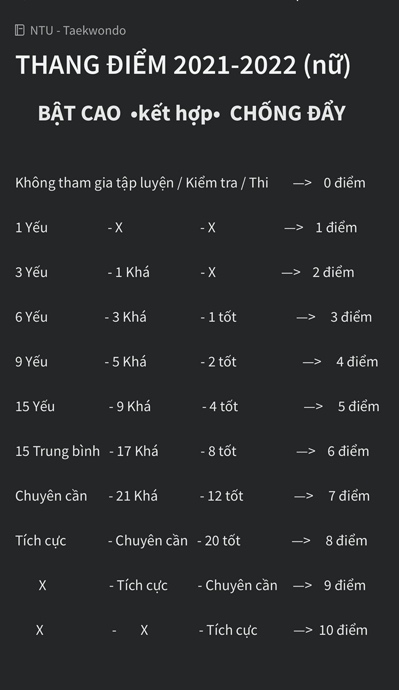 NTU - Taekwondo
THANG ĐIỂM 2021-2022 (nữ)
BẬT CAO •kết hợp• CHỐNG ĐẨY
Không tham gia tập luyện / Kiểm tra / Thi —> 0 điểm
1 Yếu - X - X —> 1 điểm
3 Yếu - 1 Khá - X —> 2 điểm
6 Yếu - 3 Khá - 1 tốt —> 3 điểm
9 Yếu - 5 Khá - 2 tốt —> 4 điểm
15 Yếu - 9 Khá - 4 tốt —> 5 điểm
15 Trung bình - 17 Khá - 8 tốt —> 6 điểm
Chuyên cần - 21 Khá - 12 tốt —> 7 điểm
Tích cực - Chuyên cần - 20 tốt —> 8 điểm
X - Tích cực - Chuyên cần —> 9 điểm
X - X - Tích cực —> 10 điểm